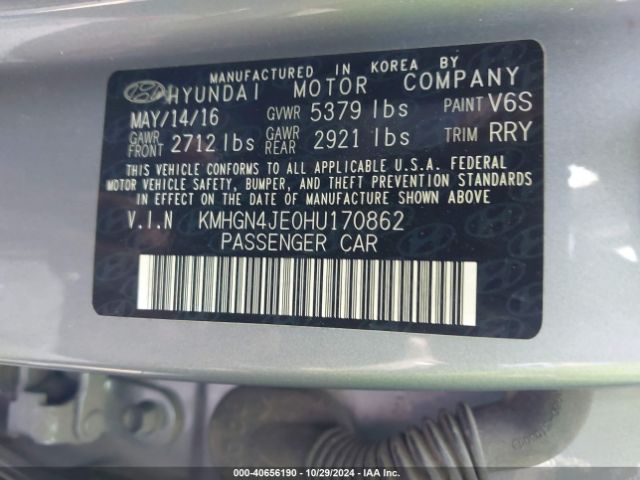 MANUFACTURED IN KOREA BY
HYUNDAI MOTOR COMPANY
MAY/14/16 GVWR 5379 lbs PAINT V6S
GAWR FRONT 2712 lbs GAWR REAR 2921 lbs TRIM RRY
THIS VEHICLE CONFORMS TO ALL APPLICABLE U.S.A. FEDERAL
MOTOR VEHICLE SAFETY, BUMPER, AND THEFT PREVENTION STANDARDS
IN EFFECT ON THE DATE OF MANUFACTURE SHOWN ABOVE
V.I.N KMHGN4JE0HU170862
PASSENGER CAR
000-40656190 - 10/29/2024 - IAA Inc.